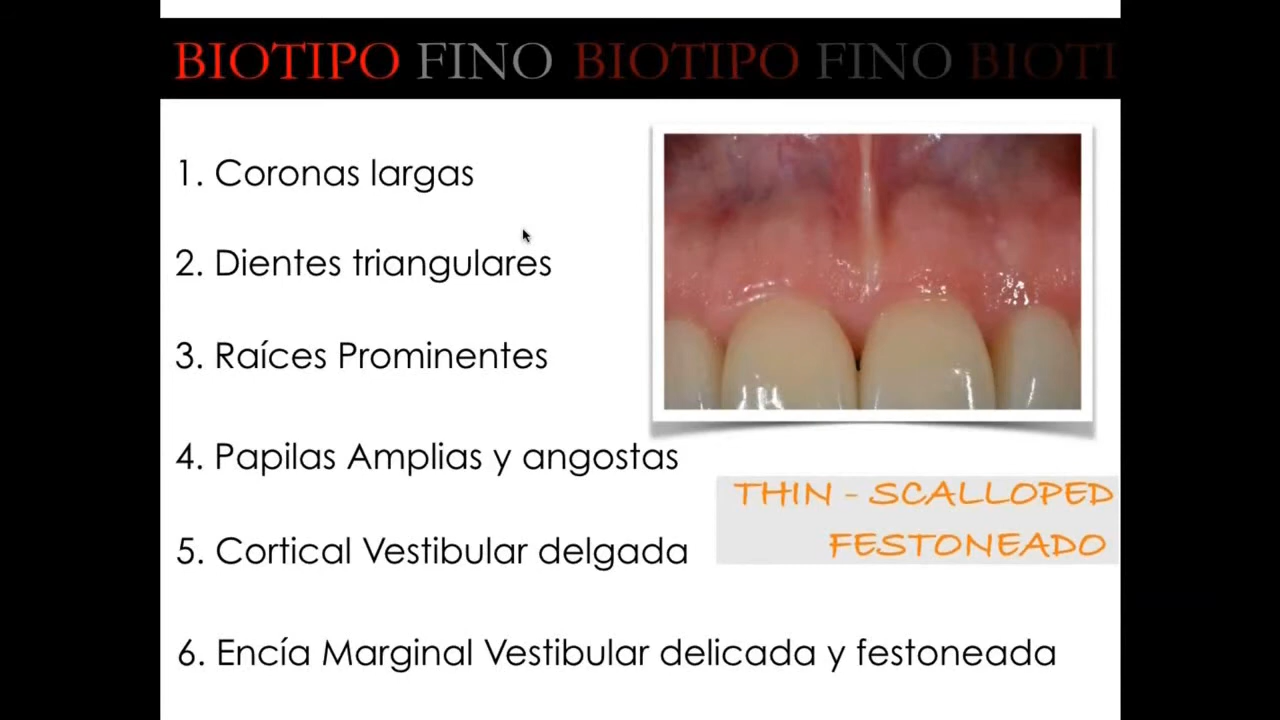 BIOTIPO FINO BIOTIPO FINO BIOTI
1. Coronas largas
2. Dientes triangulares
3. Raíces Prominentes
4. Papilas Amplias y angostas
THIN - SCALLOPED
FESTONEADO
5. Cortical Vestibular delgada
6. Encía Marginal Vestibular delicada y festoneada